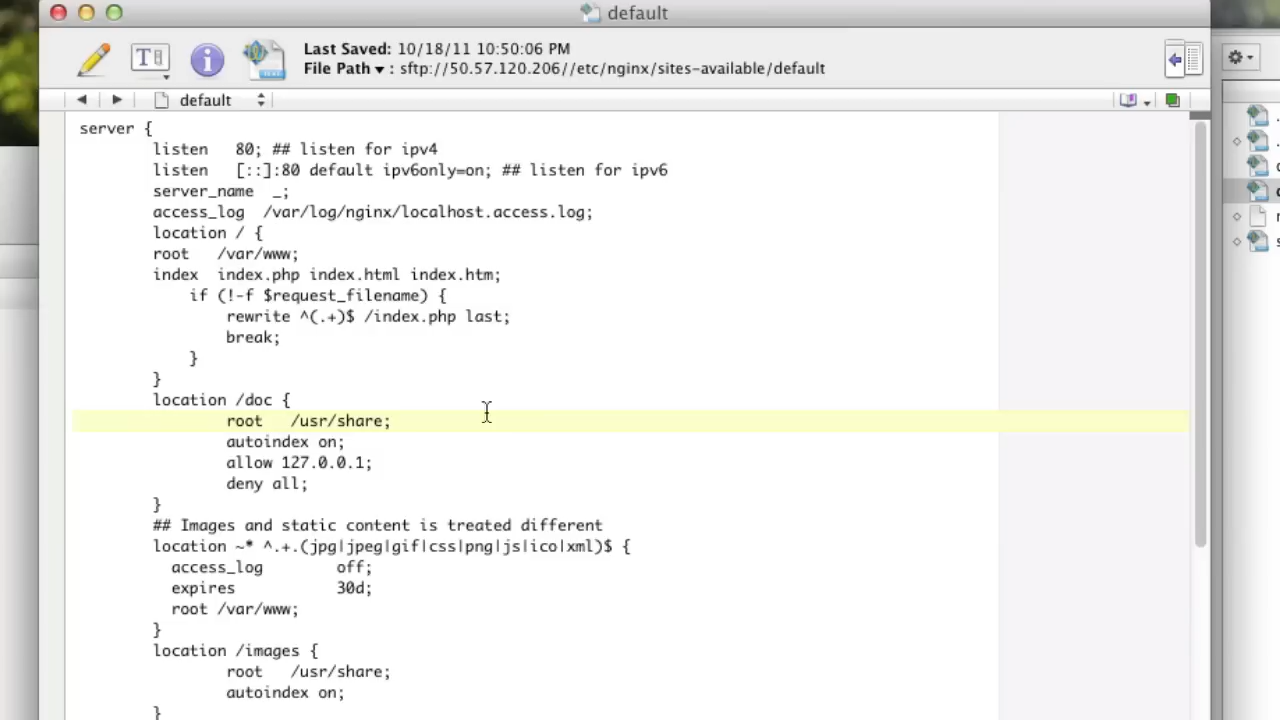 default
Last Saved: 10/18/11 10:50:06 PM
File Path ▾ : sftp://50.57.120.206//etc/nginx/sites-available/default
default
server {
listen   80; ## listen for ipv4
listen   [::]:80 default ipv6only=on; ## listen for ipv6
server_name  _;
access_log  /var/log/nginx/localhost.access.log;
location / {
root   /var/www;
index  index.php index.html index.htm;
if (!-f $request_filename) {
rewrite ^(.+)$ /index.php last;
break;
}
}
location /doc {
root   /usr/share;
autoindex on;
allow 127.0.0.1;
deny all;
}
## Images and static content is treated different
location ~* ^.+.(jpg|jpeg|gif|css|png|js|ico|xml)$ {
access_log        off;
expires           30d;
root /var/www;
}
location /images {
root   /usr/share;
autoindex on;
}